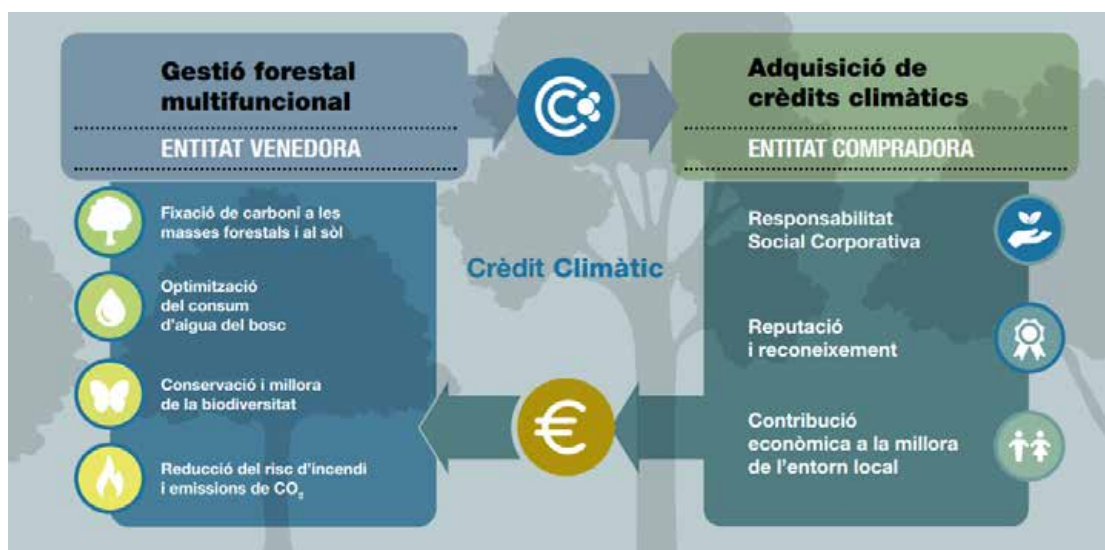 Gestió forestal
multifuncional
ENTITAT VENEDORA
Fixació de carboni a les
masses forestals i al sòl
Optimització
del consum
d'aigua del bosc
Conservació i millora
de la biodiversitat
Reducció del risc d'incendi
i emissions de CO₂
Crèdit Climàtic
€
Adquisició de
crèdits climàtics
ENTITAT COMPRADORA
Responsabilitat
Social Corporativa
Reputació
i reconeixement
Contribució
econòmica a la millora
de l'entorn local